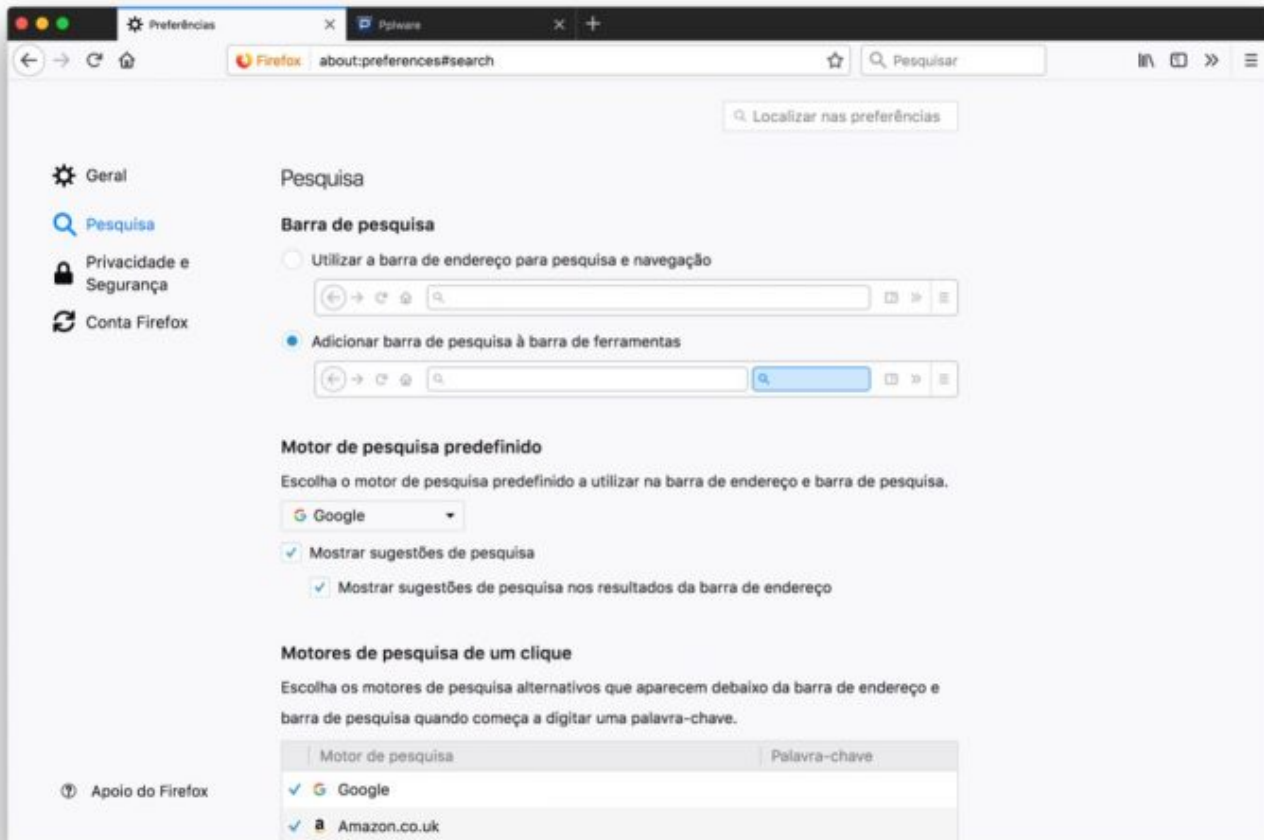 Preferências
Pplware
Firefox about:preferences#search
Pesquisar
Localizar nas preferências
Geral
Pesquisa
Privacidade e
Segurança
Conta Firefox
Pesquisa
Barra de pesquisa
Utilizar a barra de endereço para pesquisa e navegação
Adicionar barra de pesquisa à barra de ferramentas
Motor de pesquisa predefinido
Escolha o motor de pesquisa predefinido a utilizar na barra de endereço e barra de pesquisa.
Google
Mostrar sugestões de pesquisa
Mostrar sugestões de pesquisa nos resultados da barra de endereço
Motores de pesquisa de um clique
Escolha os motores de pesquisa alternativos que aparecem debaixo da barra de endereço e
barra de pesquisa quando começa a digitar uma palavra-chave.
Motor de pesquisa Palavra-chave
Google
Amazon.co.uk
Apoio do Firefox